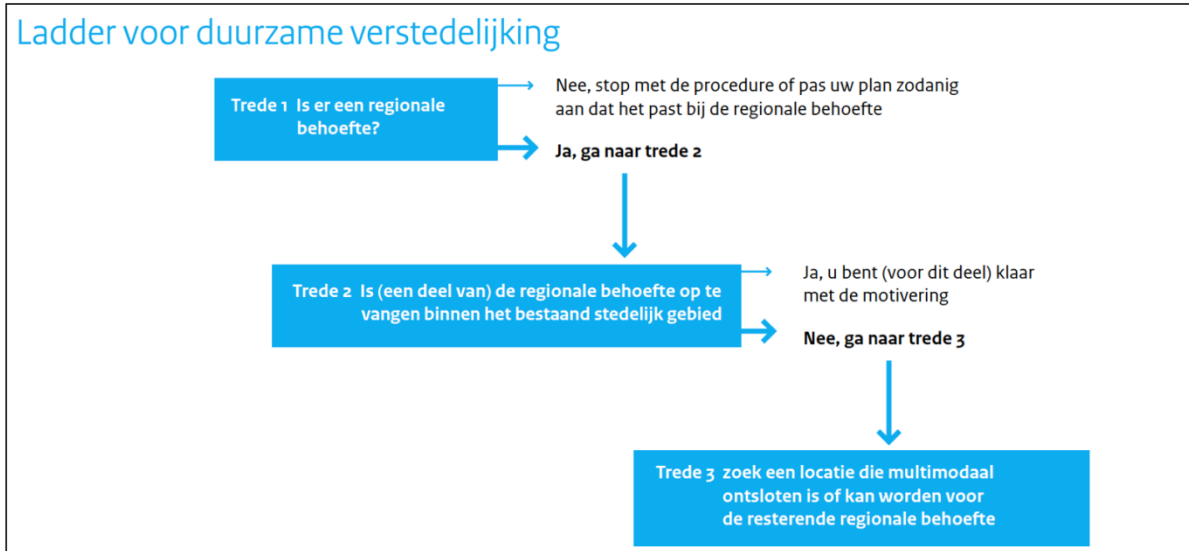 Ladder voor duurzame verstedelijking
Trede 1 Is er een regionale
behoefte?
Nee, stop met de procedure of pas uw plan zodanig
aan dat het past bij de regionale behoefte
Ja, ga naar trede 2
Trede 2 Is (een deel van) de regionale behoefte op te
vangen binnen het bestaand stedelijk gebied
Ja, u bent (voor dit deel) klaar
met de motivering
Nee, ga naar trede 3
Trede 3 zoek een locatie die multimodaal
ontsloten is of kan worden voor
de resterende regionale behoefte